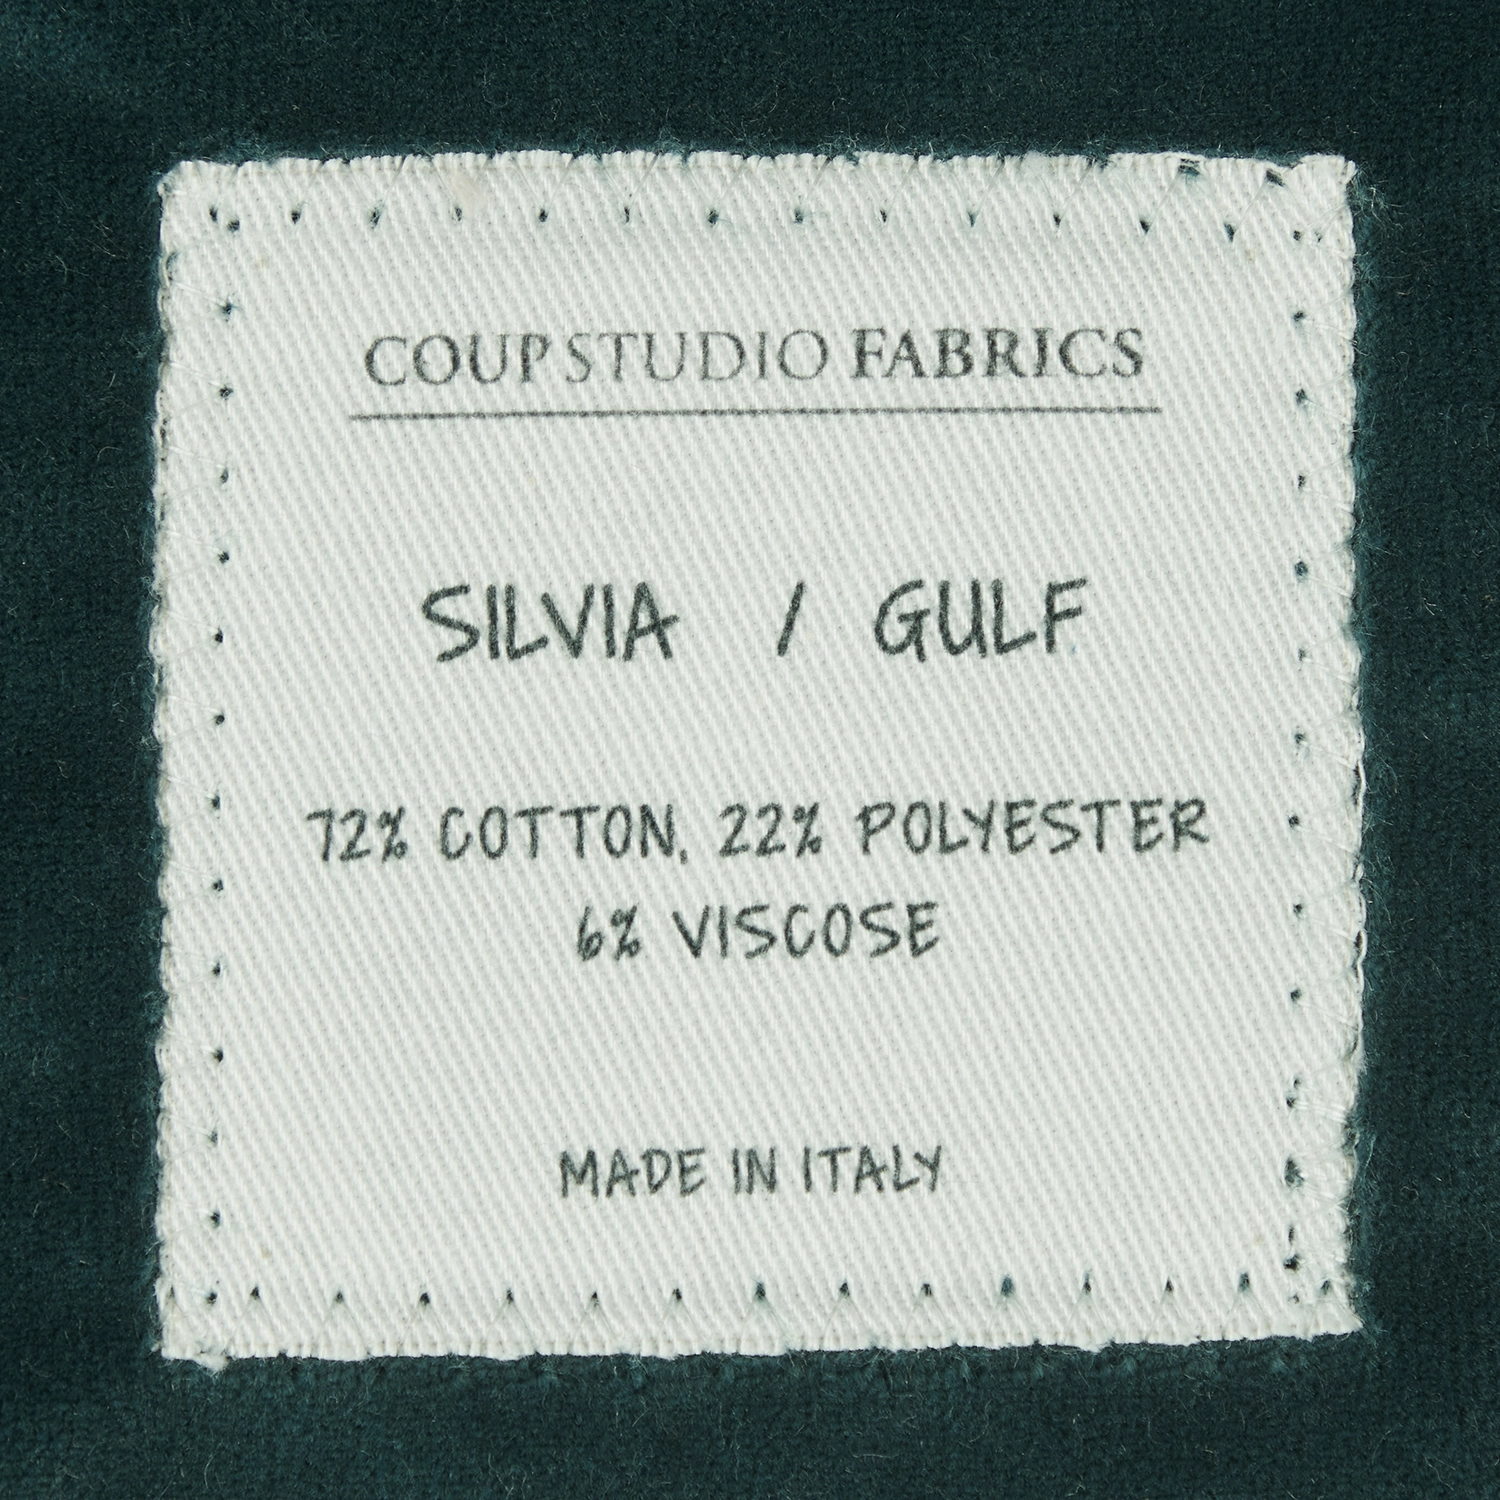 COUP STUDIO FABRICS
SILVIA / GULF
72% COTTON, 22% POLYESTER
6% VISCOSE
MADE IN ITALY